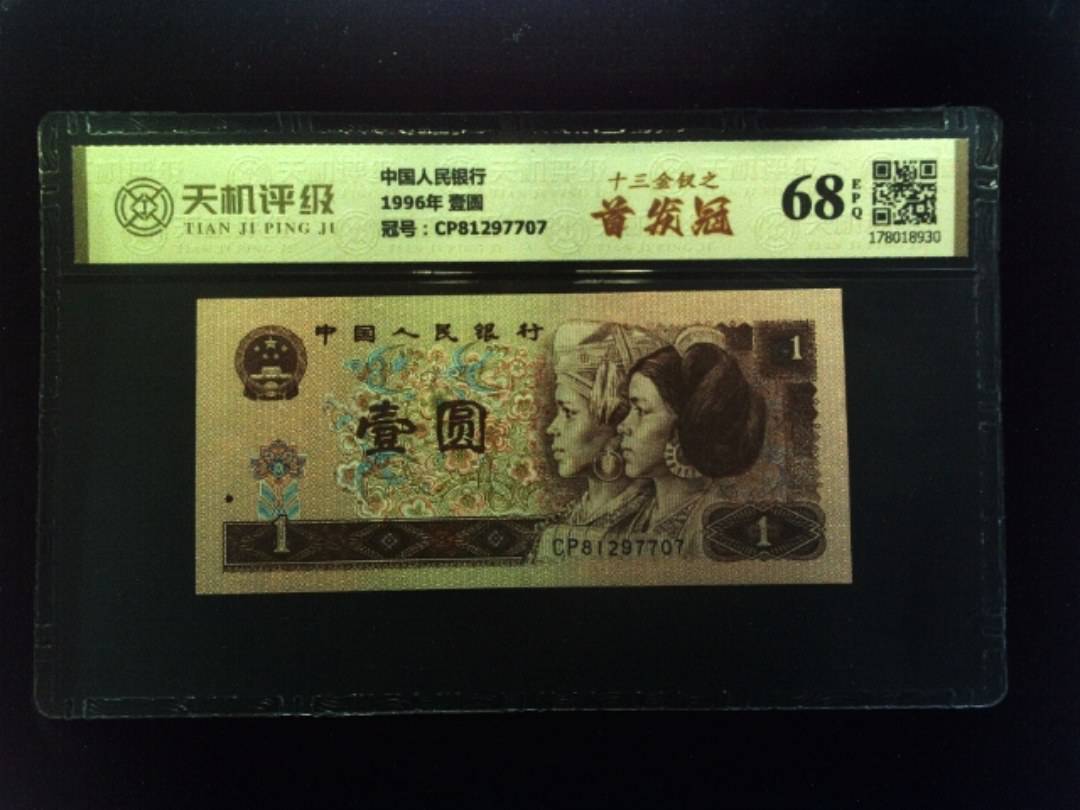 天机评级
TIAN JI PING JI
中国人民银行
1996年 壹圆
冠号：CP81297707
十三金钗之
首发冠
68
EPQ
178018930
中国人民银行
1
壹圆
1
CP81297707
1